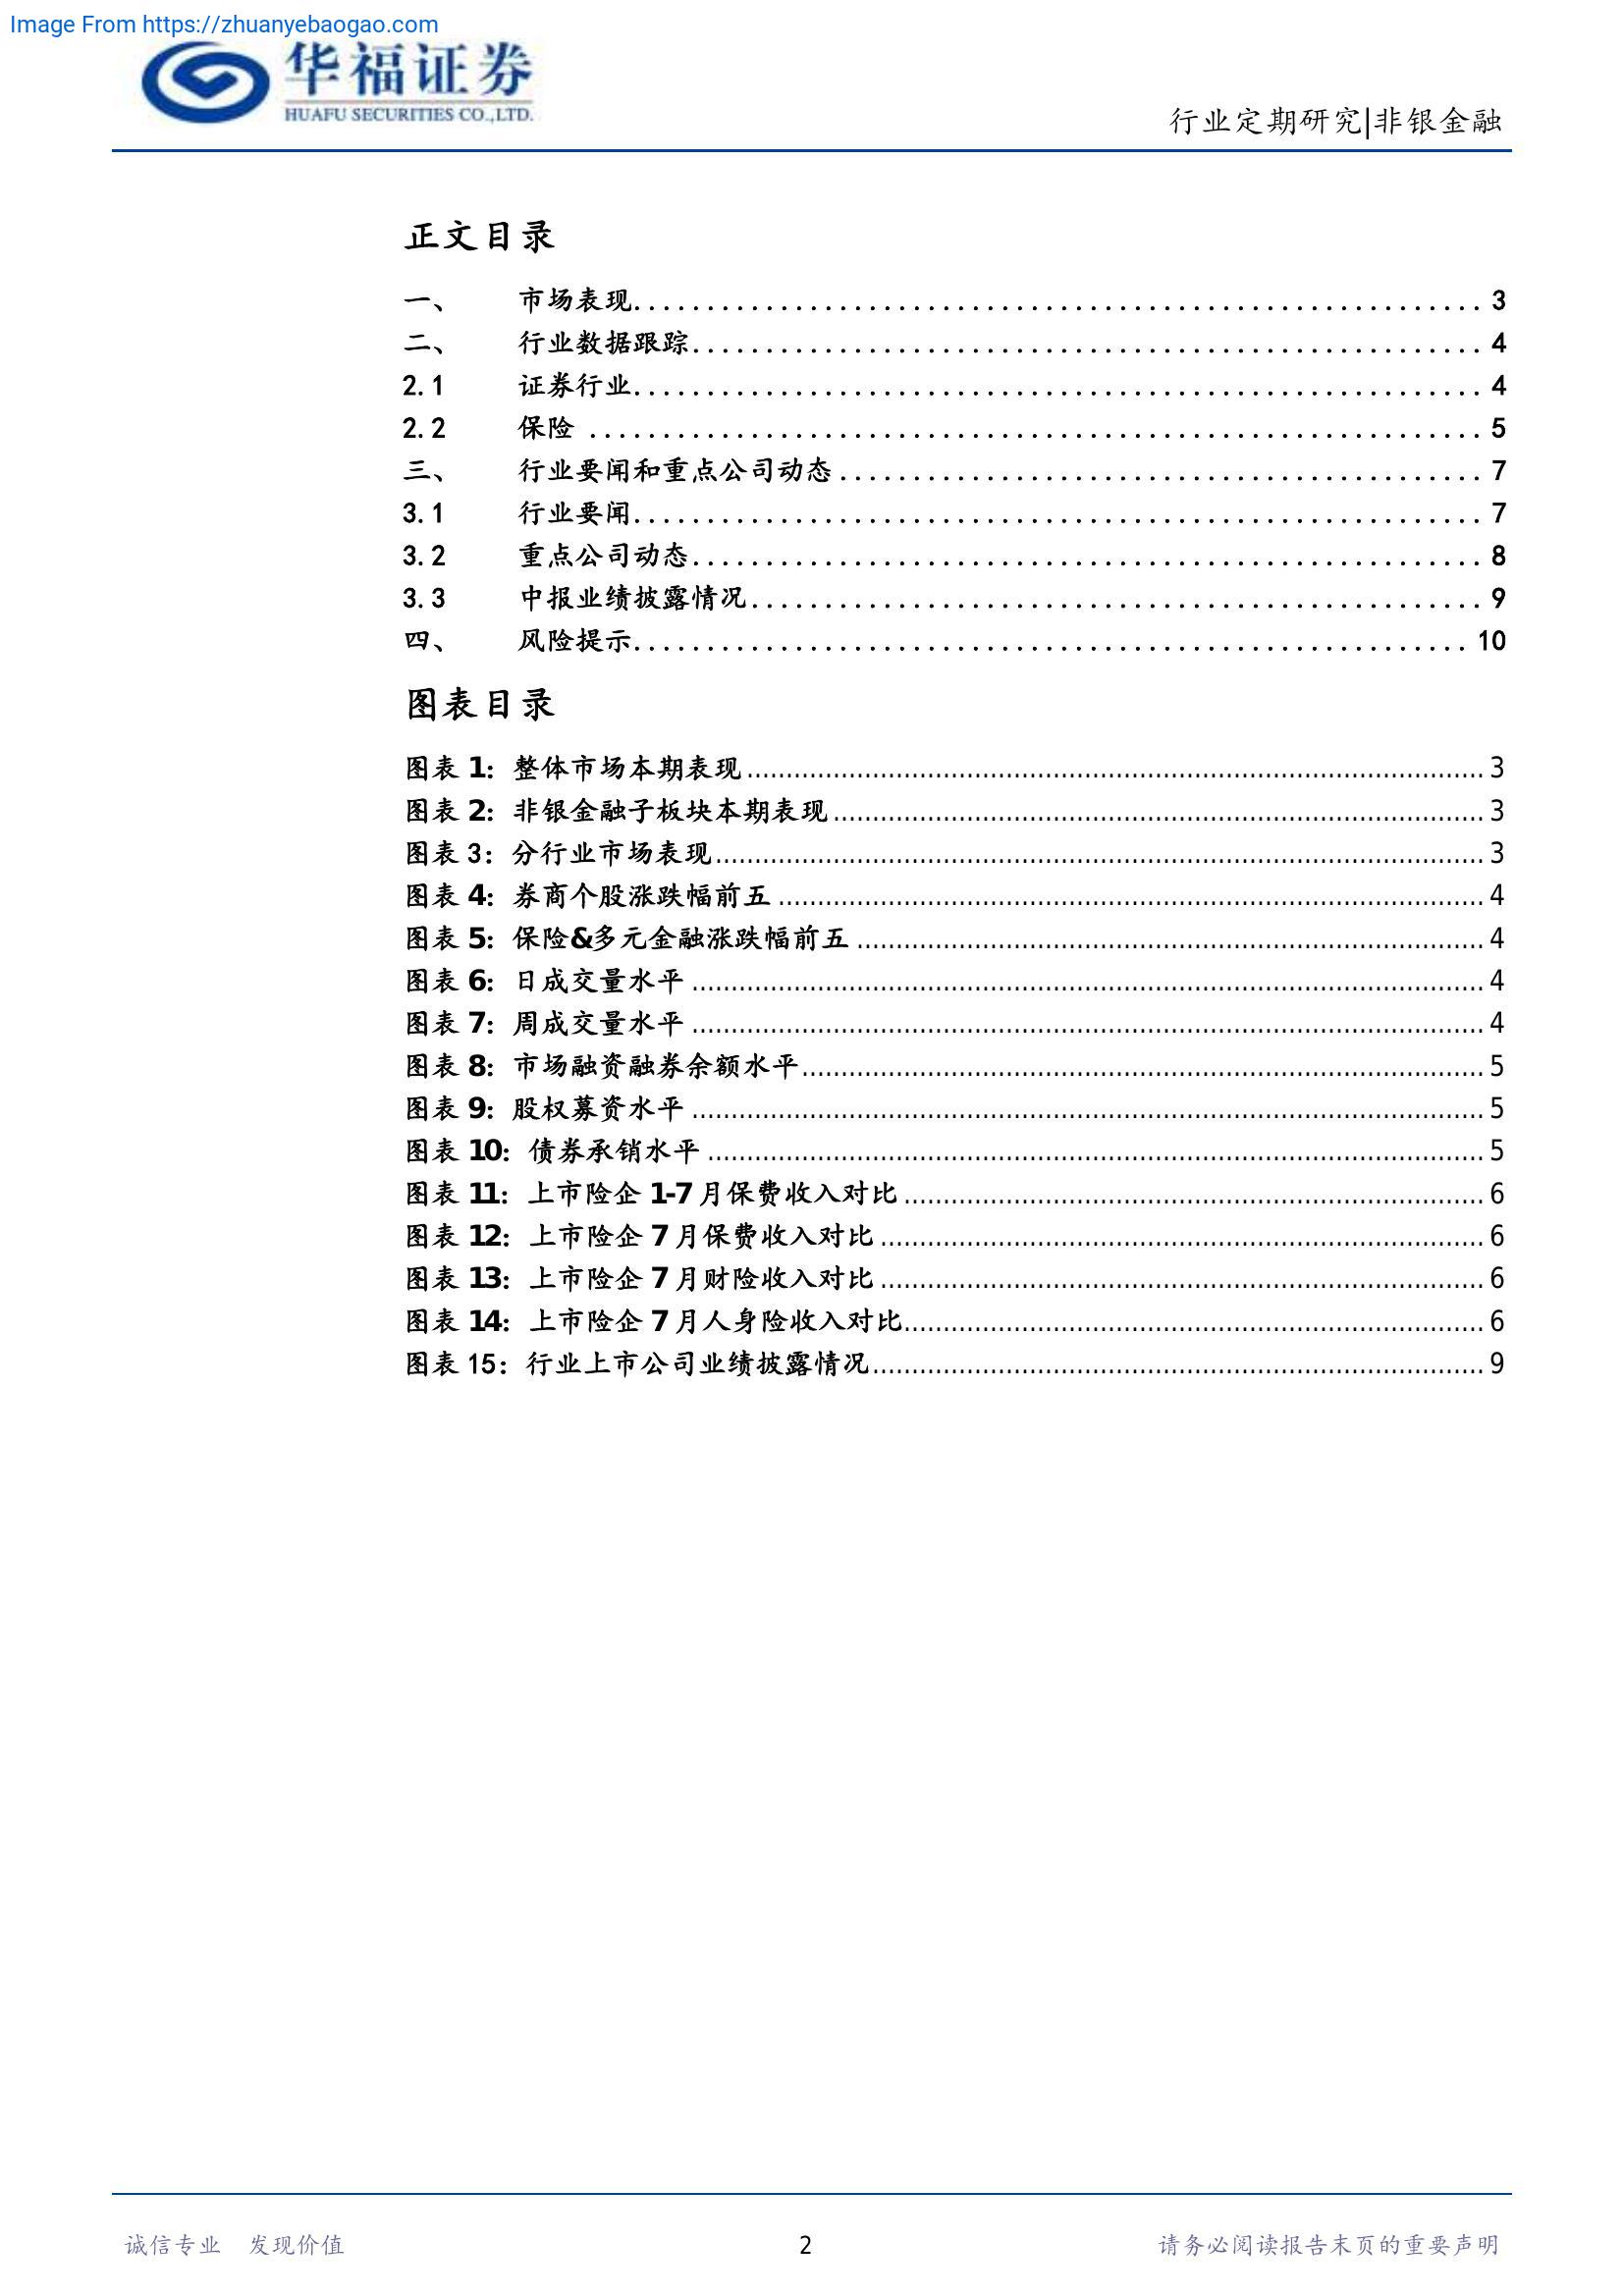 Image From https://zhuanyebaogao.com
华福证券
HUAFU SECURITIES CO.,LTD.
行业定期研究|非银金融
正文目录
一、 市场表现 3
二、 行业数据跟踪 4
2.1 证券行业 4
2.2 保险 5
三、 行业要闻和重点公司动态 7
3.1 行业要闻 7
3.2 重点公司动态 8
3.3 中报业绩披露情况 9
四、 风险提示 10
图表目录
图表 1：整体市场本期表现 3
图表 2：非银金融子板块本期表现 3
图表 3：分行业市场表现 3
图表 4：券商个股涨跌幅前五 4
图表 5：保险&多元金融涨跌幅前五 4
图表 6：日成交量水平 4
图表 7：周成交量水平 4
图表 8：市场融资融券余额水平 5
图表 9：股权募资水平 5
图表 10：债券承销水平 5
图表 11：上市险企 1-7 月保费收入对比 6
图表 12：上市险企 7 月保费收入对比 6
图表 13：上市险企 7 月财险收入对比 6
图表 14：上市险企 7 月人身险收入对比 6
图表 15：行业上市公司业绩披露情况 9
诚信专业 发现价值 2 请务必阅读报告末页的重要声明